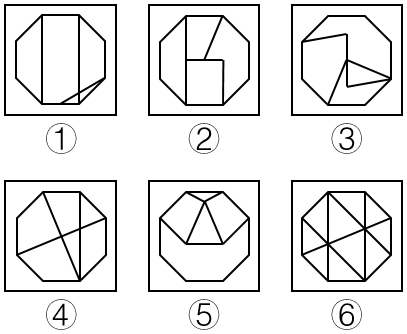 ① ② ③
④ ⑤ ⑥